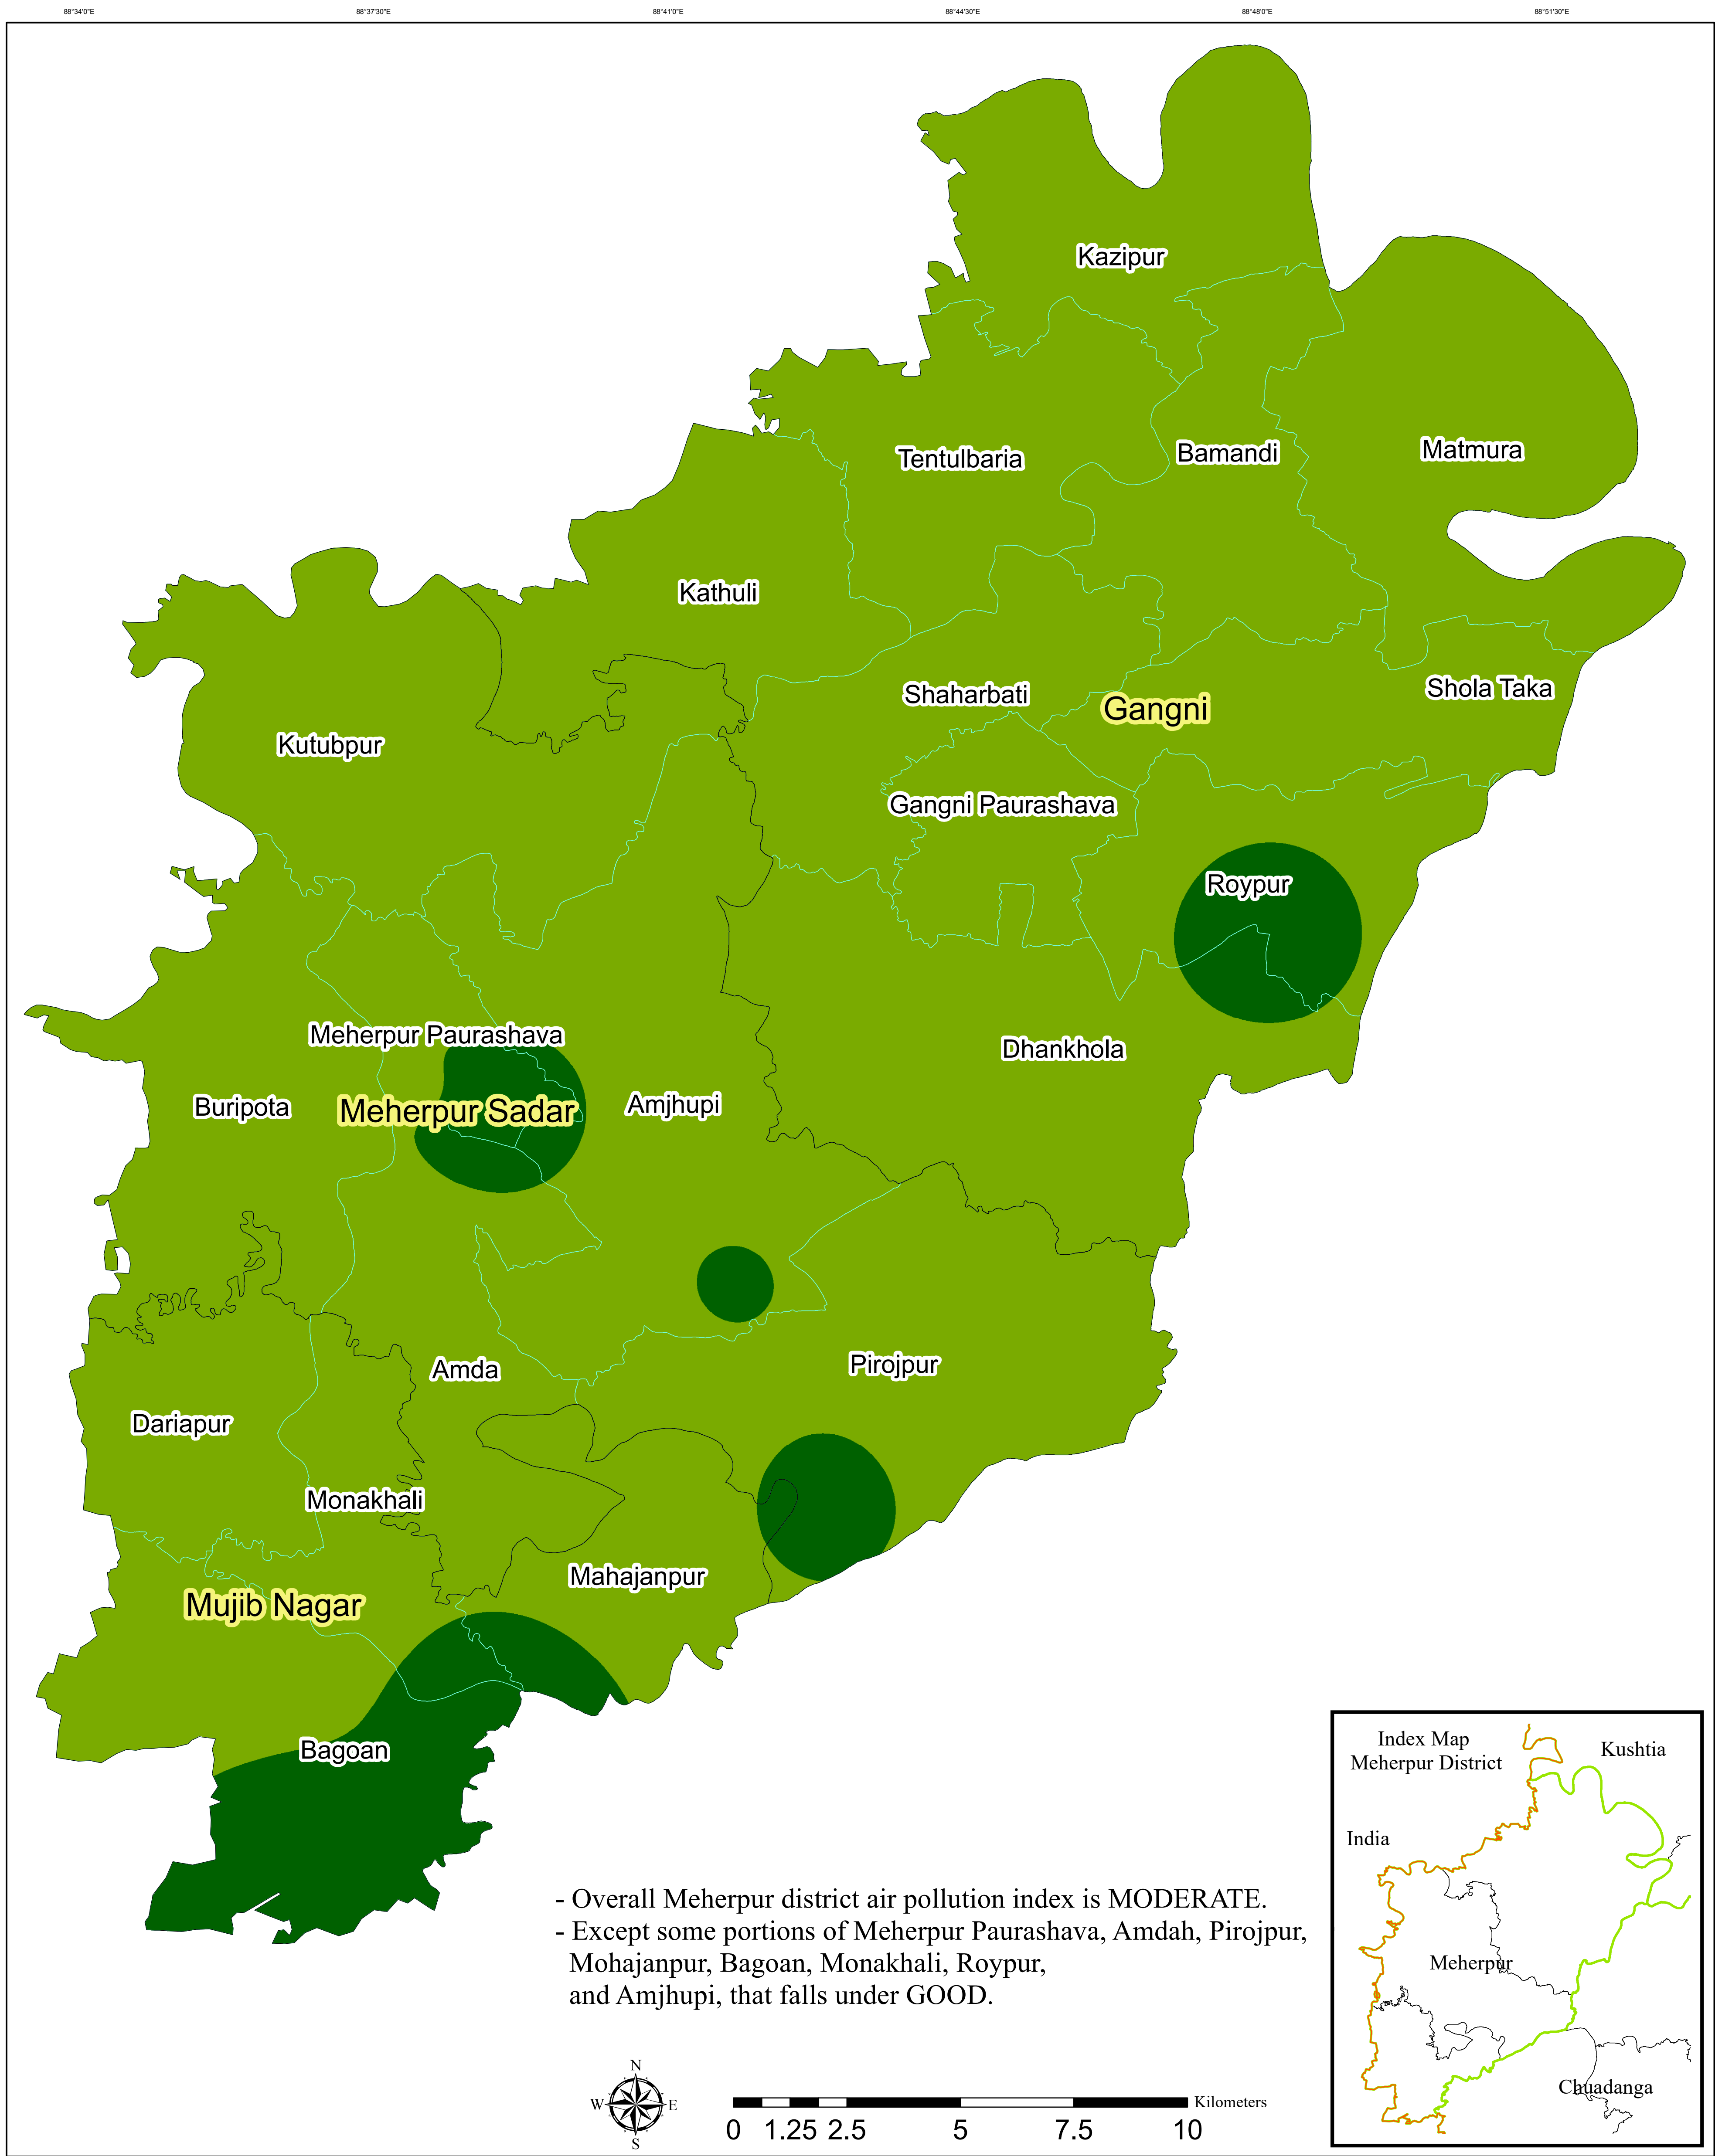 88°34'0"E
88°37'30"E
88°41'0"E
88°44'30"E
88°48'0"E
88°51'30"E
Kazipur
Tentulbaria
Bamandi
Matmura
Kathuli
Shaharbati
Gangni
Shola Taka
Kutubpur
Gangni Paurashava
Roypur
Meherpur Paurashava
Dhankhola
Buripota
Meherpur Sadar
Amjhupi
Amda
Pirojpur
Dariapur
Monakhali
Mahajanpur
Mujib Nagar
Bagoan
- Overall Meherpur district air pollution index is MODERATE.
- Except some portions of Meherpur Paurashava, Amdah, Pirojpur,
Mohajanpur, Bagoan, Monakhali, Roypur,
and Amjhupi, that falls under GOOD.
N
W
E
S
Kilometers
0 1.25 2.5 5 7.5 10
Index Map
Meherpur District
Kushtia
India
Meherpur
Chuadanga